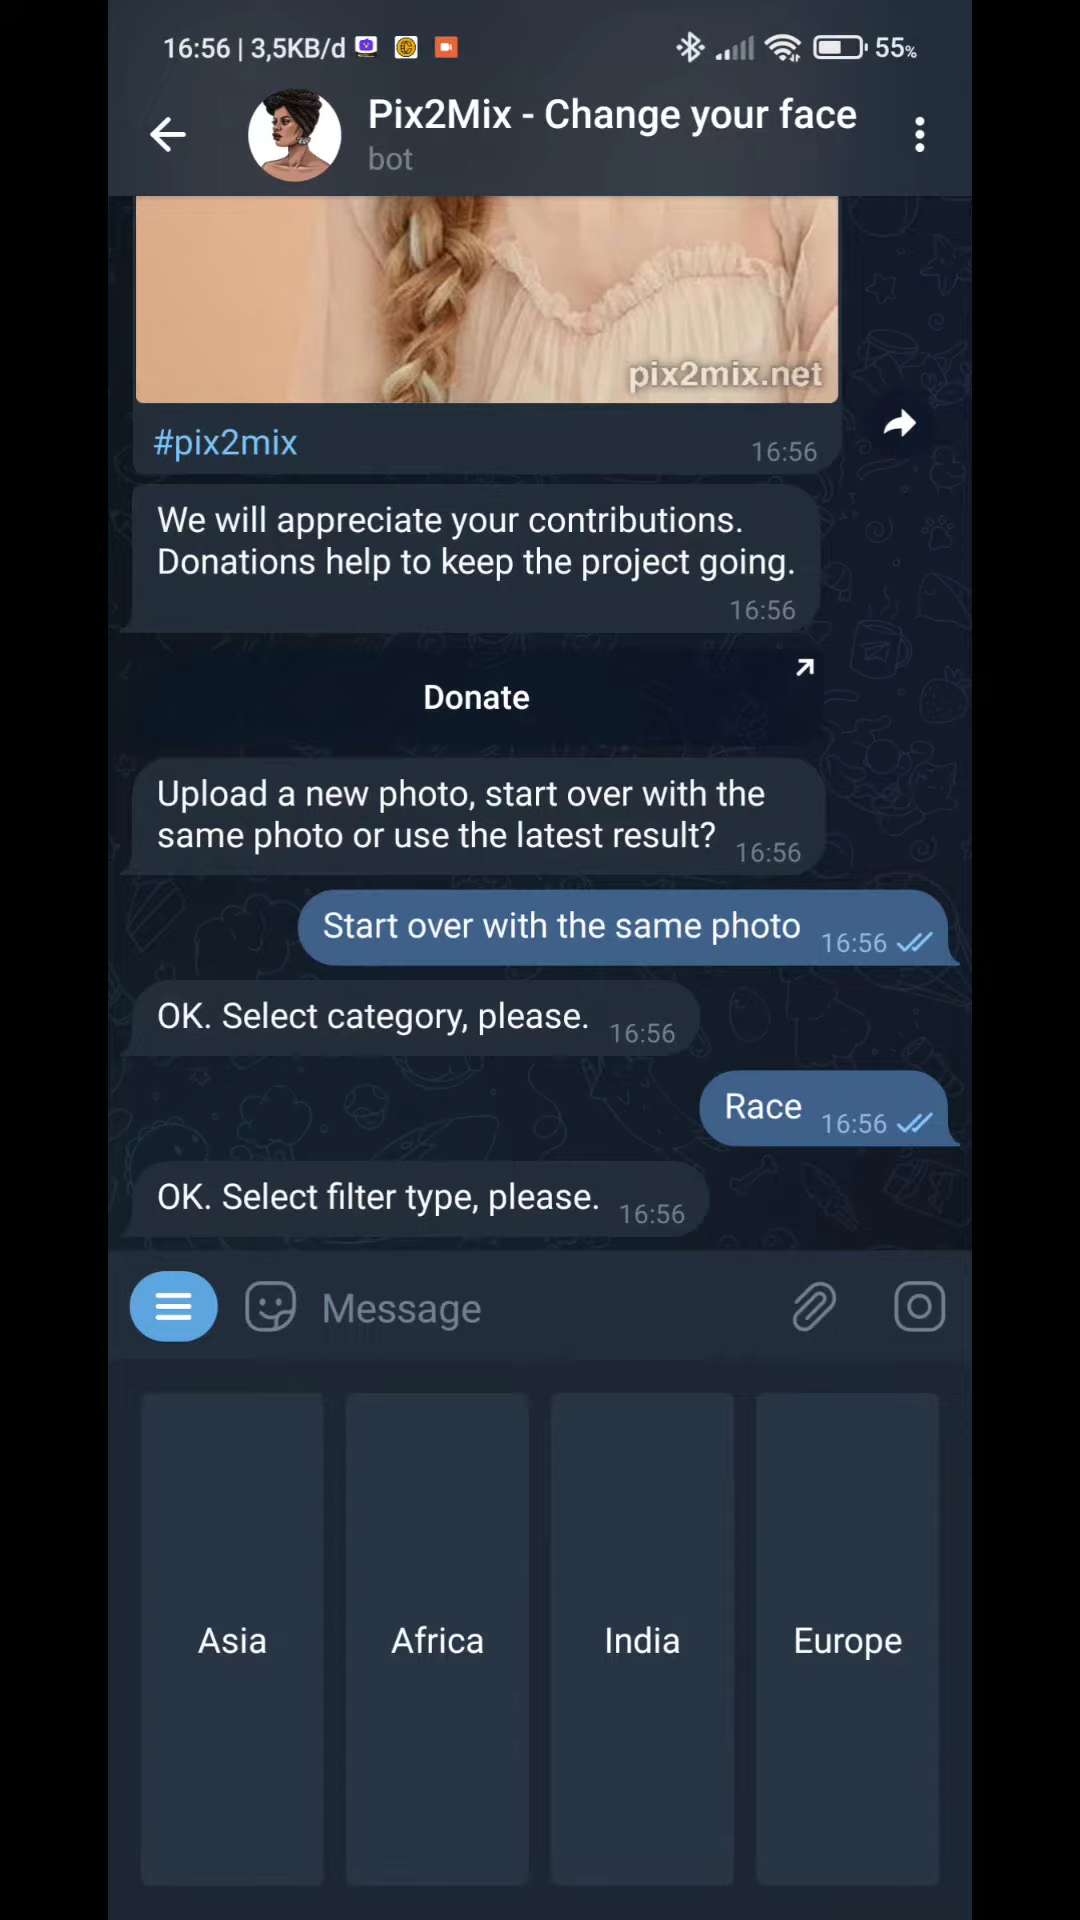 16:56 | 3,5KB/d
55%
Pix2Mix - Change your face
bot
pix2mix.net
#pix2mix
16:56
We will appreciate your contributions.
Donations help to keep the project going.
16:56
Donate
Upload a new photo, start over with the
same photo or use the latest result? 16:56
Start over with the same photo 16:56
OK. Select category, please. 16:56
Race 16:56
OK. Select filter type, please. 16:56
Message
Asia Africa India Europe